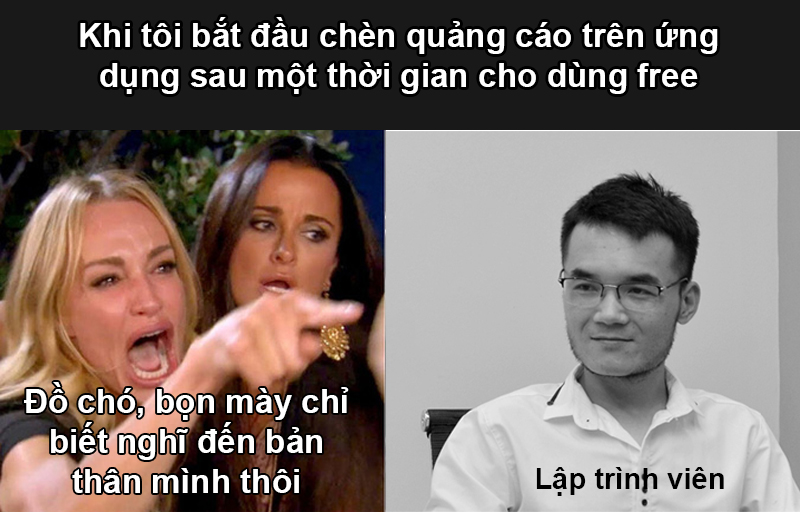 Khi tôi bắt đầu chèn quảng cáo trên ứng
dụng sau một thời gian cho dùng free
Đồ chó, bọn mày chỉ
biết nghĩ đến bản
thân mình thôi
Lập trình viên